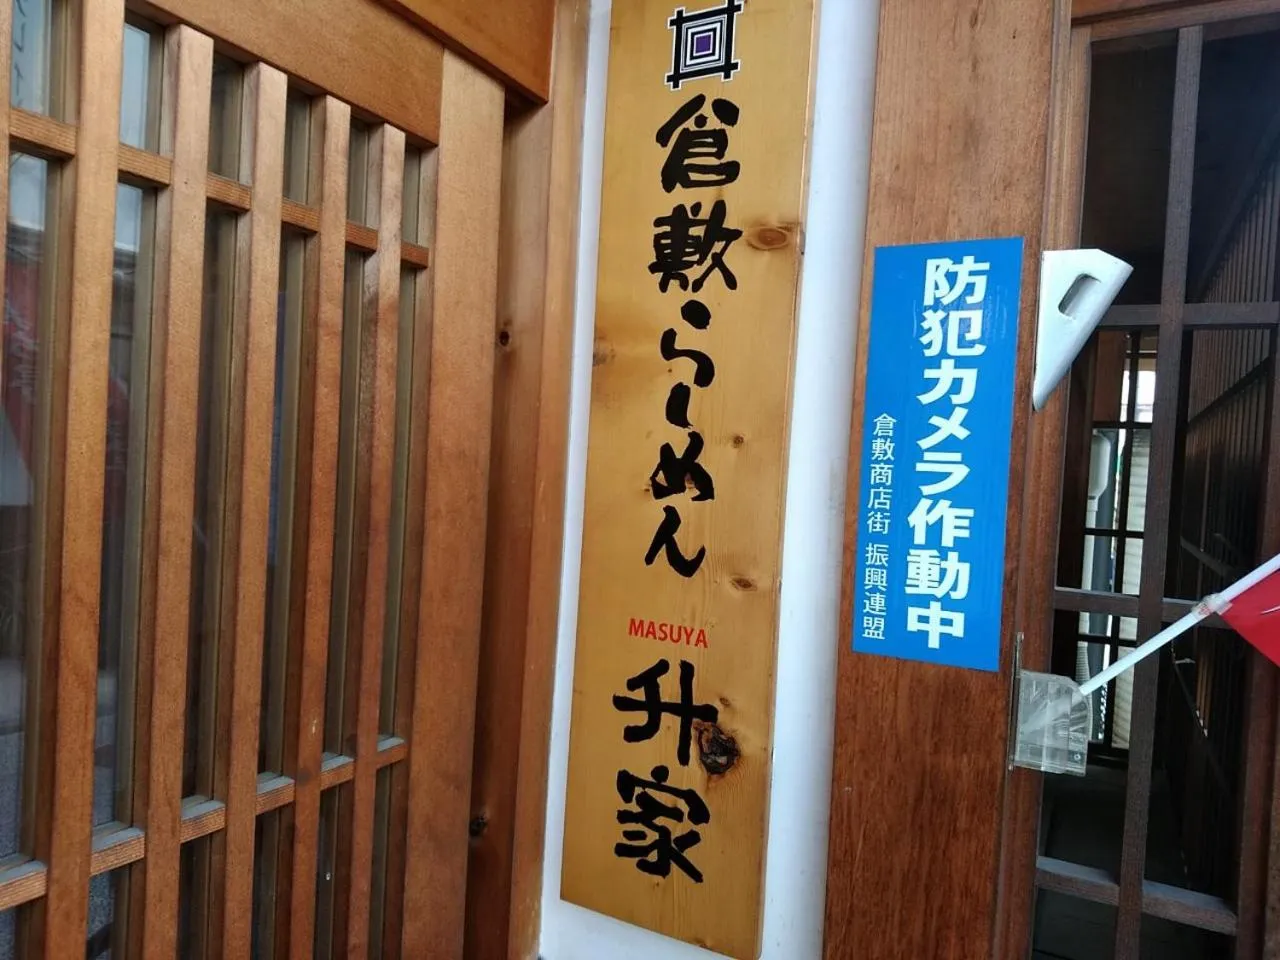 倉敷らーめん
MASUYA
升家
防犯カメラ作動中
倉敷商店街 振興連盟